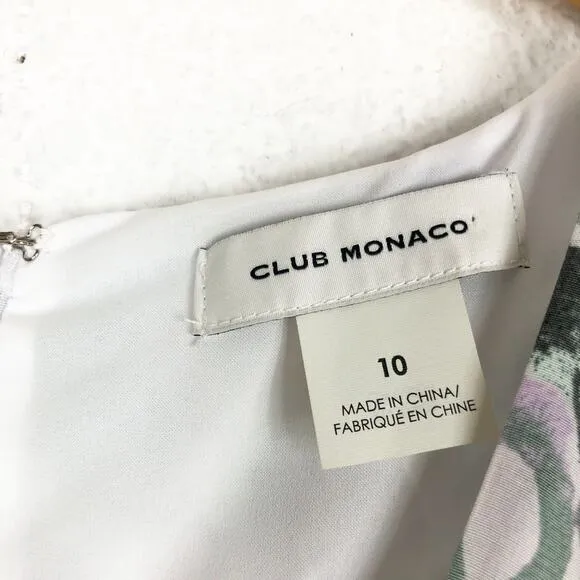 CLUB MONACO
10
MADE IN CHINA/
FABRIQUÉ EN CHINE